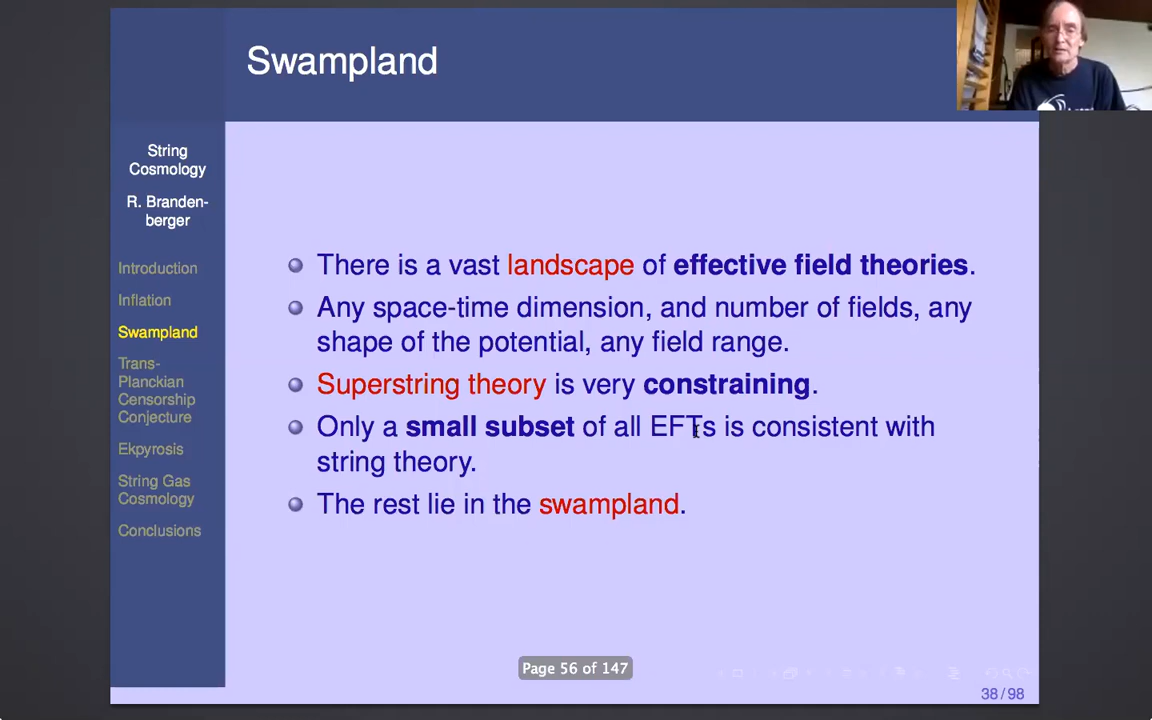 Swampland
String
Cosmology
R. Branden-
berger
Introduction
Inflation
Swampland
Trans-
Planckian
Censorship
Conjecture
Ekpyrosis
String Gas
Cosmology
Conclusions
There is a vast landscape of effective field theories.
Any space-time dimension, and number of fields, any
shape of the potential, any field range.
Superstring theory is very constraining.
Only a small subset of all EFTs is consistent with
string theory.
The rest lie in the swampland.
Page 56 of 147
38/98